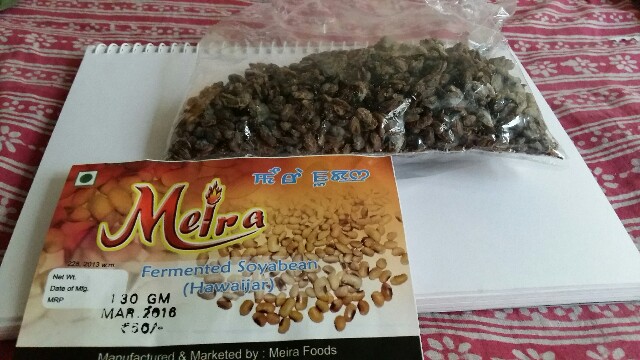 Meira
Fermented Soyabean
(Hawaijar)
Net Wt.
Date of Mfg.
MRP
130 GM
MAR.2016
Manufactured & Marketed by : Meira Foods